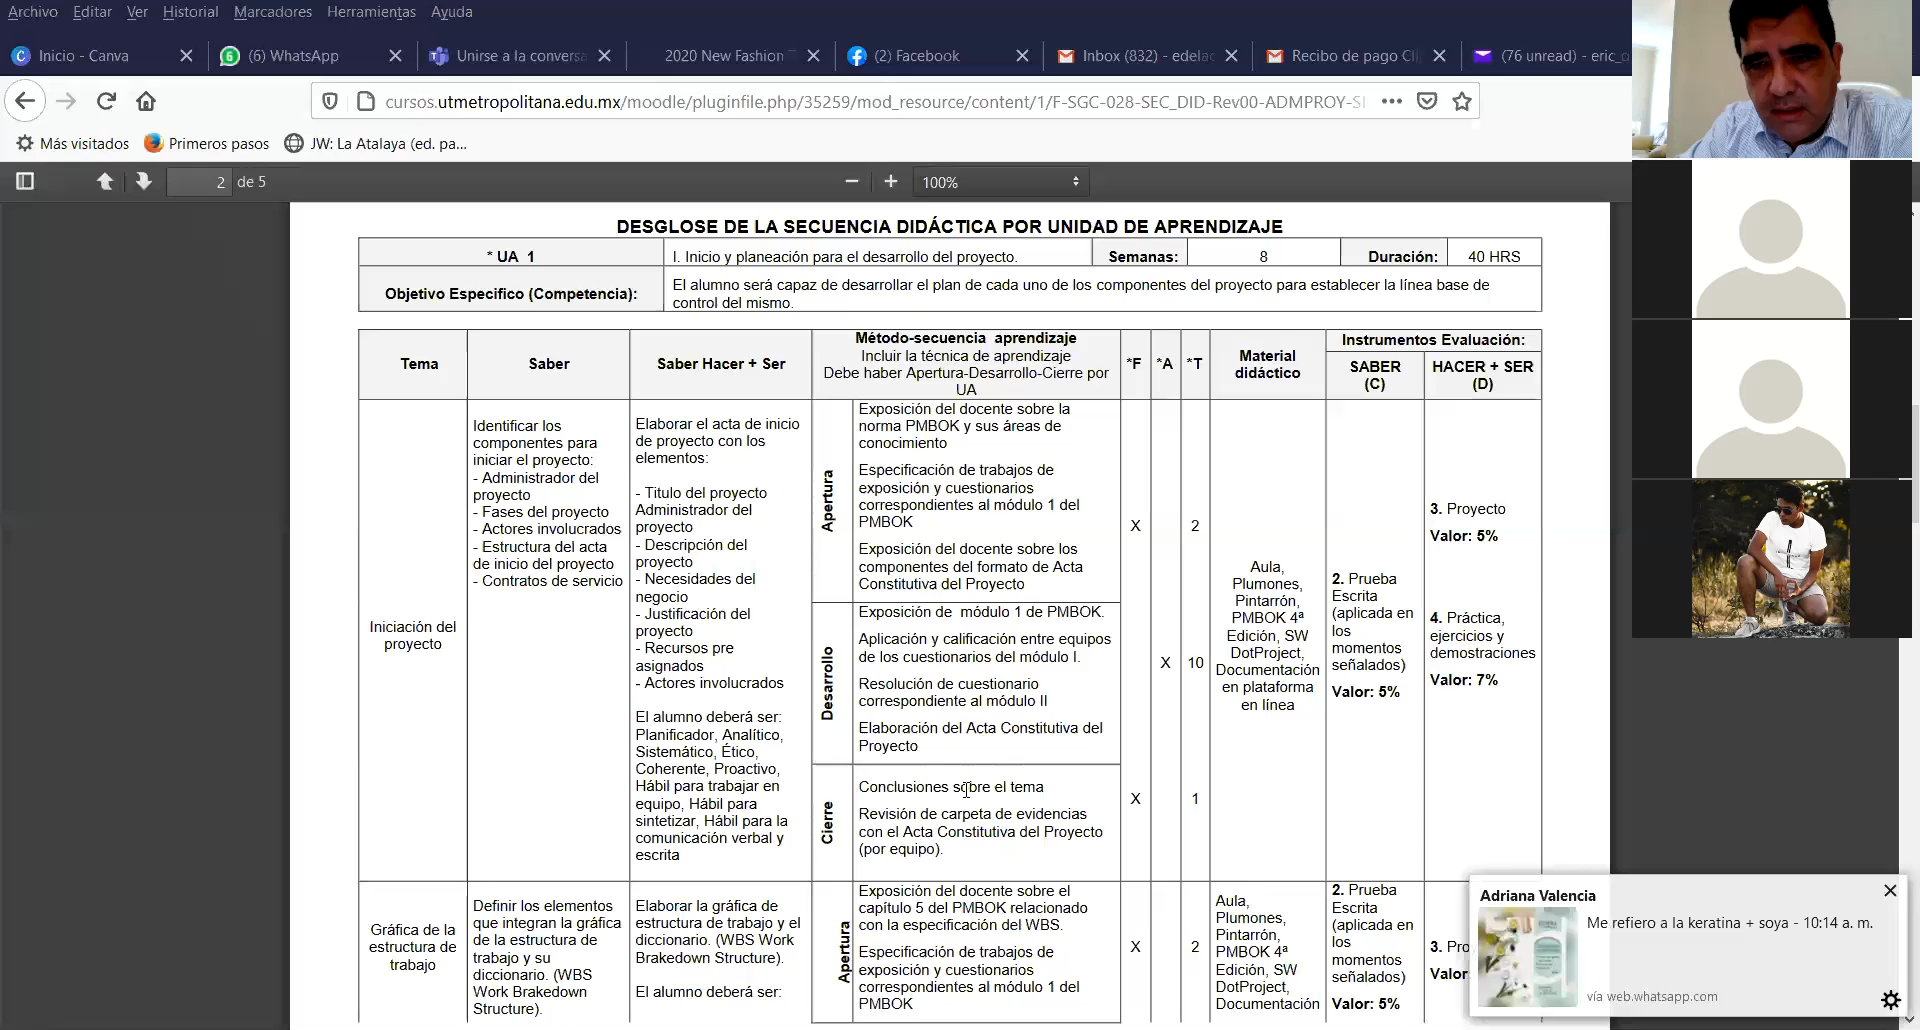 Archivo Editar Ver Historial Marcadores Herramientas Ayuda
Inicio - Canva
(6) WhatsApp
Unirse a la conversa
2020 New Fashion
(2) Facebook
Inbox (832) - edelac
Recibo de pago Cli
(76 unread) - eric_
cursos.utmetropolitana.edu.mx/moodle/pluginfile.php/35259/mod_resource/content/1/F-SGC-028-SEC_DID-Rev00-ADMPROY-SI
Más visitados
Primeros pasos
JW: La Atalaya (ed. pa...
2 de 5
100%
DESGLOSE DE LA SECUENCIA DIDÁCTICA POR UNIDAD DE APRENDIZAJE
* UA 1
I. Inicio y planeación para el desarrollo del proyecto.
Semanas:
8
Duración:
40 HRS
Objetivo Especifico (Competencia):
El alumno será capaz de desarrollar el plan de cada uno de los componentes del proyecto para establecer la línea base de
control del mismo.
Tema
Saber
Saber Hacer + Ser
Método-secuencia aprendizaje
Incluir la técnica de aprendizaje
Debe haber Apertura-Desarrollo-Cierre por
UA
*F
*A
*T
Material
didáctico
Instrumentos Evaluación:
SABER
(C)
HACER + SER
(D)
Iniciación del
proyecto
Identificar los
componentes para
iniciar el proyecto:
- Administrador del
proyecto
- Fases del proyecto
- Actores involucrados
- Estructura del acta
de inicio del proyecto
- Contratos de servicio
Elaborar el acta de inicio
de proyecto con los
elementos:
- Titulo del proyecto
Administrador del
proyecto
- Descripción del
proyecto
- Necesidades del
negocio
- Justificación del
proyecto
- Recursos pre
asignados
- Actores involucrados
El alumno deberá ser:
Planificador, Analítico,
Sistemático, Ético,
Coherente, Proactivo,
Hábil para trabajar en
equipo, Hábil para
sintetizar, Hábil para la
comunicación verbal y
escrita
Apertura
Exposición del docente sobre la
norma PMBOK y sus áreas de
conocimiento
Especificación de trabajos de
exposición y cuestionarios
correspondientes al módulo 1 del
PMBOK
Exposición del docente sobre los
componentes del formato de Acta
Constitutiva del Proyecto
X
2
Desarrollo
Exposición de módulo 1 de PMBOK.
Aplicación y calificación entre equipos
de los cuestionarios del módulo I.
Resolución de cuestionario
correspondiente al módulo II
Elaboración del Acta Constitutiva del
Proyecto
X
10
Cierre
Conclusiones sobre el tema
Revisión de carpeta de evidencias
con el Acta Constitutiva del Proyecto
(por equipo).
X
1
Aula,
Plumones,
Pintarrón,
PMBOK 4ª
Edición, SW
DotProject,
Documentación
en plataforma
en línea
2. Prueba
Escrita
(aplicada en
los
momentos
señalados)
Valor: 5%
3. Proyecto
Valor: 5%
4. Práctica,
ejercicios y
demostraciones
Valor: 7%
Gráfica de la
estructura de
trabajo
Definir los elementos
que integran la gráfica
de la estructura de
trabajo y su
diccionario. (WBS
Work Brakedown
Structure).
Elaborar la gráfica de
estructura de trabajo y el
diccionario. (WBS Work
Brakedown Structure).
El alumno deberá ser:
Apertura
Exposición del docente sobre el
capítulo 5 del PMBOK relacionado
con la especificación del WBS.
Especificación de trabajos de
exposición y cuestionarios
correspondientes al módulo 1 del
PMBOK
X
2
Aula,
Plumones,
Pintarrón,
PMBOK 4ª
Edición, SW
DotProject,
Documentación
2. Prueba
Escrita
(aplicada en
los
momentos
señalados)
Valor: 5%
3. Pro
Valor
Adriana Valencia
Me refiero a la keratina + soya - 10:14 a. m.
vía web.whatsapp.com